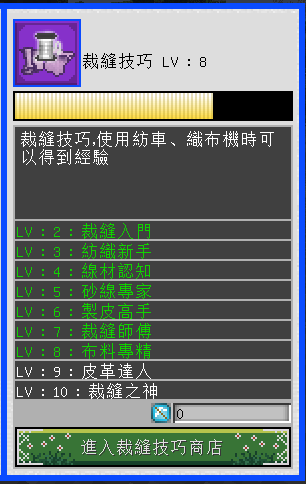 裁縫技巧 LV : 8
裁縫技巧,使用紡車、織布機時可
以得到經驗
LV : 2 : 裁縫入門
LV : 3 : 紡織新手
LV : 4 : 線材認知
LV : 5 : 砂線專家
LV : 6 : 製皮高手
LV : 7 : 裁縫師傅
LV : 8 : 布料專精
LV : 9 : 皮革達人
LV : 10 : 裁縫之神
0
進入裁縫技巧商店